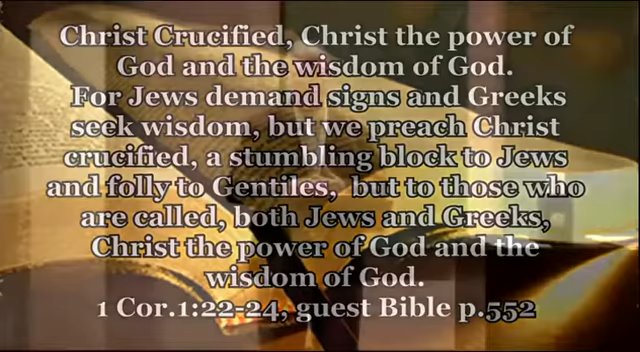 Christ Crucified, Christ the power of
God and the wisdom of God.
For Jews demand signs and Greeks
seek wisdom, but we preach Christ
crucified, a stumbling block to Jews
and folly to Gentiles, but to those who
are called, both Jews and Greeks,
Christ the power of God and the
wisdom of God.
1 Cor.1:22-24, guest Bible p.552